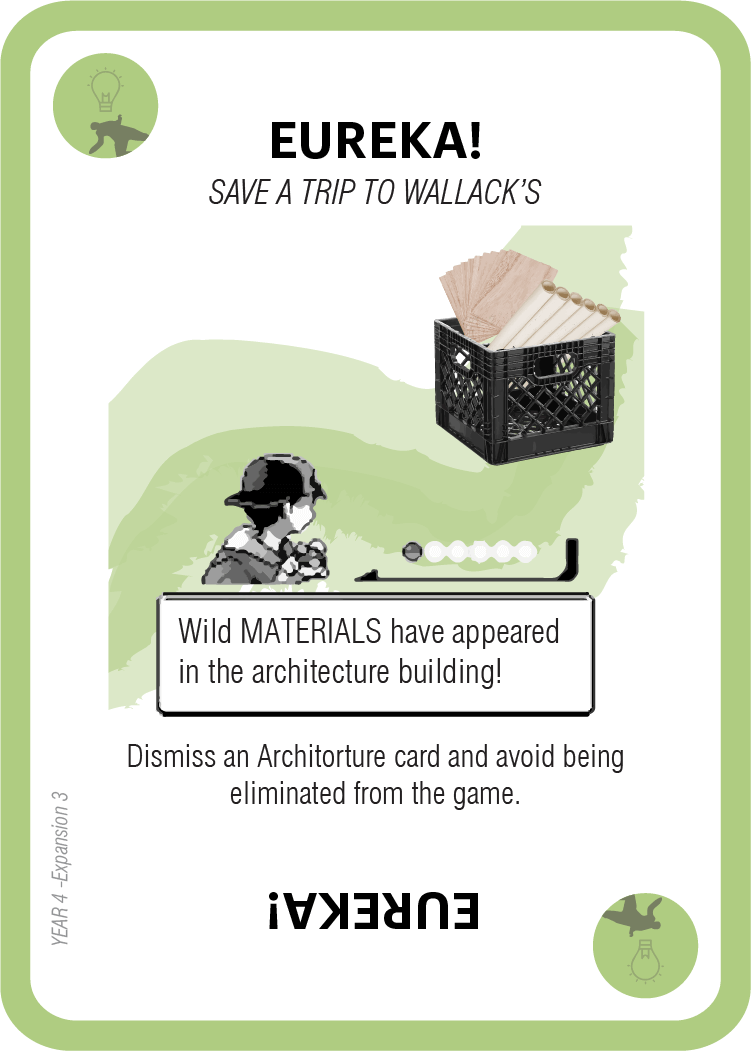 EUREKA!
SAVE A TRIP TO WALLACK'S
Wild MATERIALS have appeared
in the architecture building!
Dismiss an Architorture card and avoid being
eliminated from the game.
YEAR 4 -Expansion 3
EUREKA!